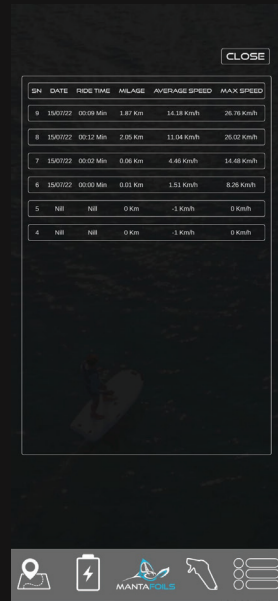 CLOSE
SN DATE RIDE TIME MILAGE AVERAGE SPEED MAX SPEED
9 15/07/22 00:09 Min 1.87 Km 14.18 Km/h 26.76 Km/h
8 15/07/22 00:12 Min 2.05 Km 11.04 Km/h 26.02 Km/h
7 15/07/22 00:02 Min 0.06 Km 4.46 Km/h 14.48 Km/h
6 15/07/22 00:00 Min 0.01 Km 1.51 Km/h 8.26 Km/h
5 Nill Nill 0 Km -1 Km/h 0 Km/h
4 Nill Nill 0 Km -1 Km/h 0 Km/h
MANTAFOILS